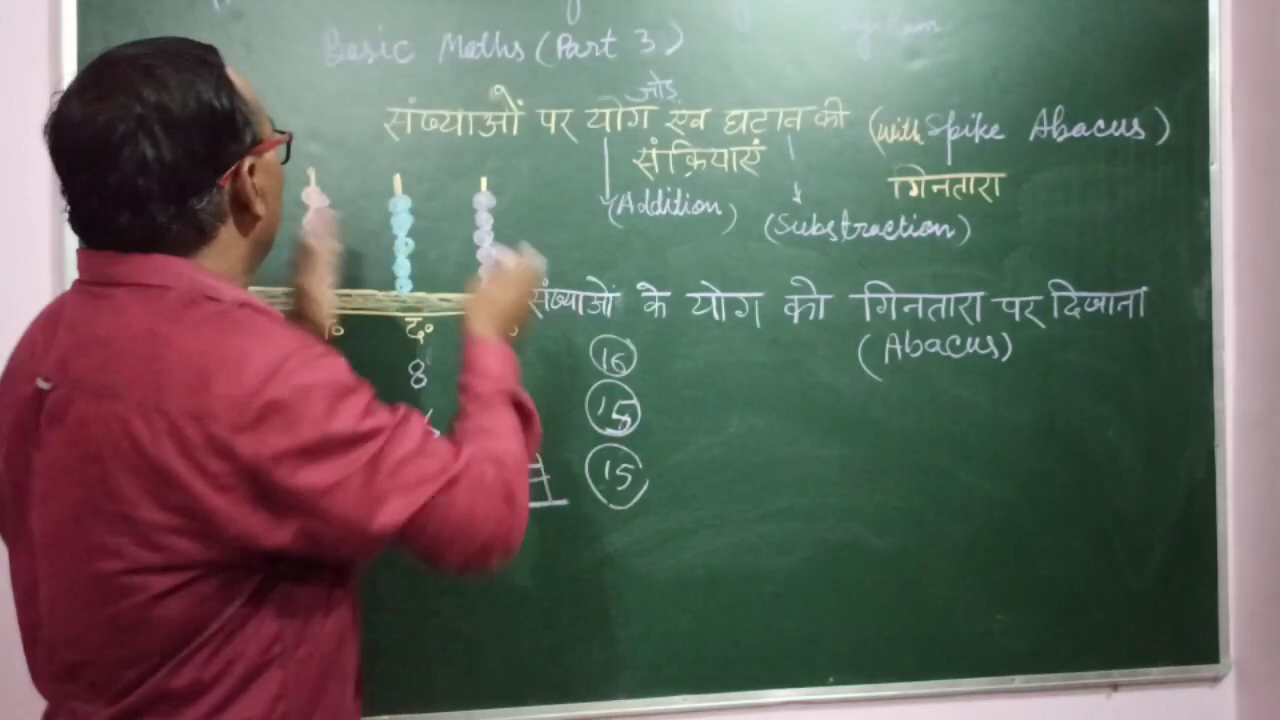 Basic Maths (Part 3)
जोड़
संख्याओं पर योग एंव घटाव की (with Spike Abacus)
संक्रियाएं
गिनतारा
(Addition)
(Substraction)
संख्याओं के योग को गिनतारा पर दिखाना
(Abacus)
द०
8
16
15
15